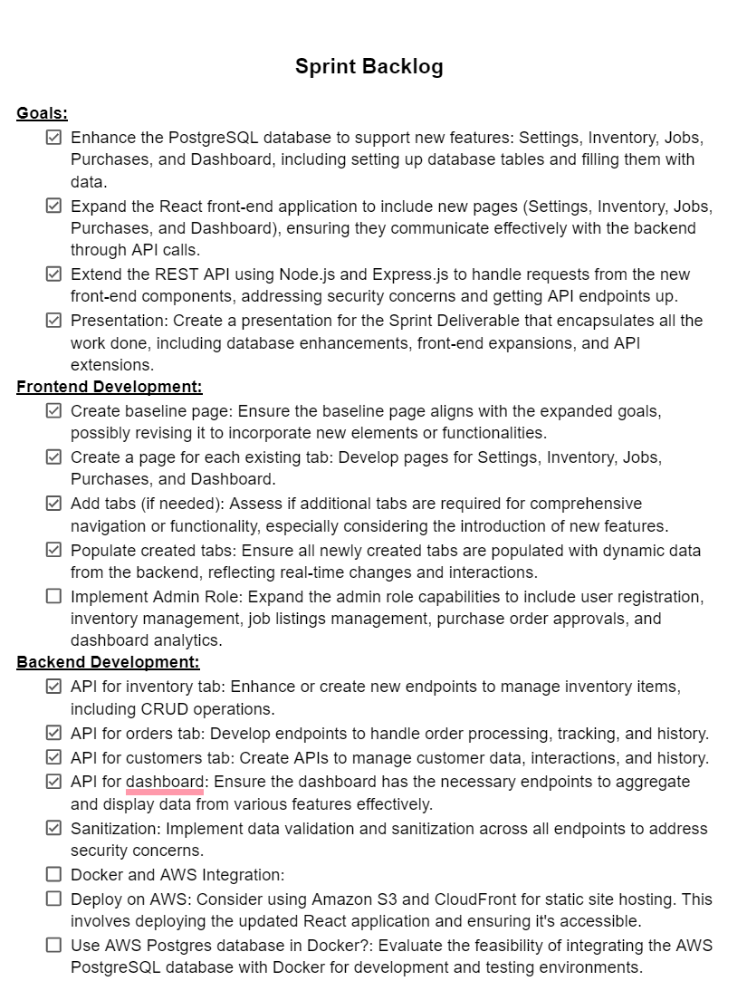 Sprint Backlog
Goals:
Enhance the PostgreSQL database to support new features: Settings, Inventory, Jobs,
Purchases, and Dashboard, including setting up database tables and filling them with
data.
Expand the React front-end application to include new pages (Settings, Inventory, Jobs,
Purchases, and Dashboard), ensuring they communicate effectively with the backend
through API calls.
Extend the REST API using Node.js and Express.js to handle requests from the new
front-end components, addressing security concerns and getting API endpoints up.
Presentation: Create a presentation for the Sprint Deliverable that encapsulates all the
work done, including database enhancements, front-end expansions, and API
extensions.
Frontend Development:
Create baseline page: Ensure the baseline page aligns with the expanded goals,
possibly revising it to incorporate new elements or functionalities.
Create a page for each existing tab: Develop pages for Settings, Inventory, Jobs,
Purchases, and Dashboard.
Add tabs (if needed): Assess if additional tabs are required for comprehensive
navigation or functionality, especially considering the introduction of new features.
Populate created tabs: Ensure all newly created tabs are populated with dynamic data
from the backend, reflecting real-time changes and interactions.
Implement Admin Role: Expand the admin role capabilities to include user registration,
inventory management, job listings management, purchase order approvals, and
dashboard analytics.
Backend Development:
API for inventory tab: Enhance or create new endpoints to manage inventory items,
including CRUD operations.
API for orders tab: Develop endpoints to handle order processing, tracking, and history.
API for customers tab: Create APIs to manage customer data, interactions, and history.
API for dashboard: Ensure the dashboard has the necessary endpoints to aggregate
and display data from various features effectively.
Sanitization: Implement data validation and sanitization across all endpoints to address
security concerns.
Docker and AWS Integration:
Deploy on AWS: Consider using Amazon S3 and CloudFront for static site hosting. This
involves deploying the updated React application and ensuring it's accessible.
Use AWS Postgres database in Docker?: Evaluate the feasibility of integrating the AWS
PostgreSQL database with Docker for development and testing environments.